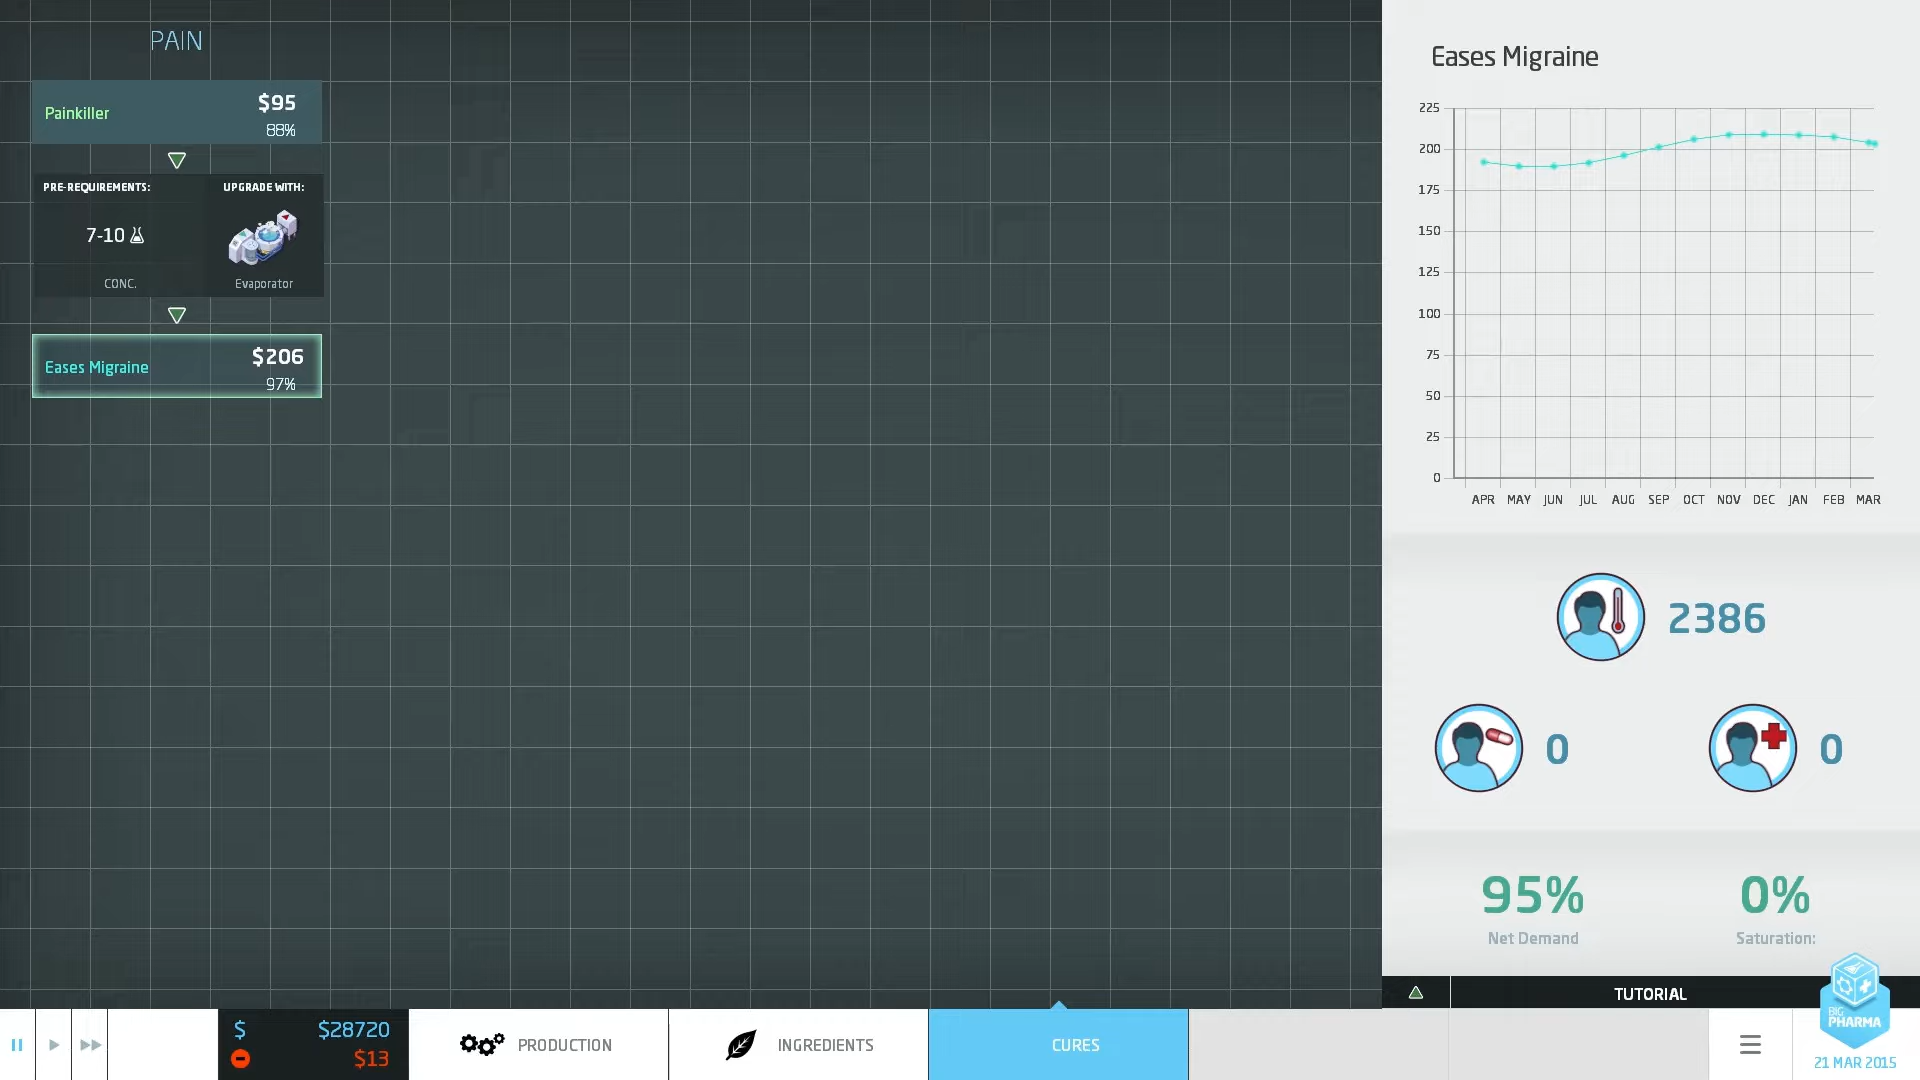 PAIN
Painkiller
$95
88%
PRE-REQUIREMENTS:
UPGRADE WITH:
7-10
CONC.
Evaporator
Eases Migraine
$206
97%
Eases Migraine
225
200
175
150
125
100
75
50
25
0
APR MAY JUN JUL AUG SEP OCT NOV DEC JAN FEB MAR
2386
0
0
95%
0%
Net Demand
Saturation:
TUTORIAL
$ $28720
$13
PRODUCTION
INGREDIENTS
CURES
BIG
PHARMA
21 MAR 2015